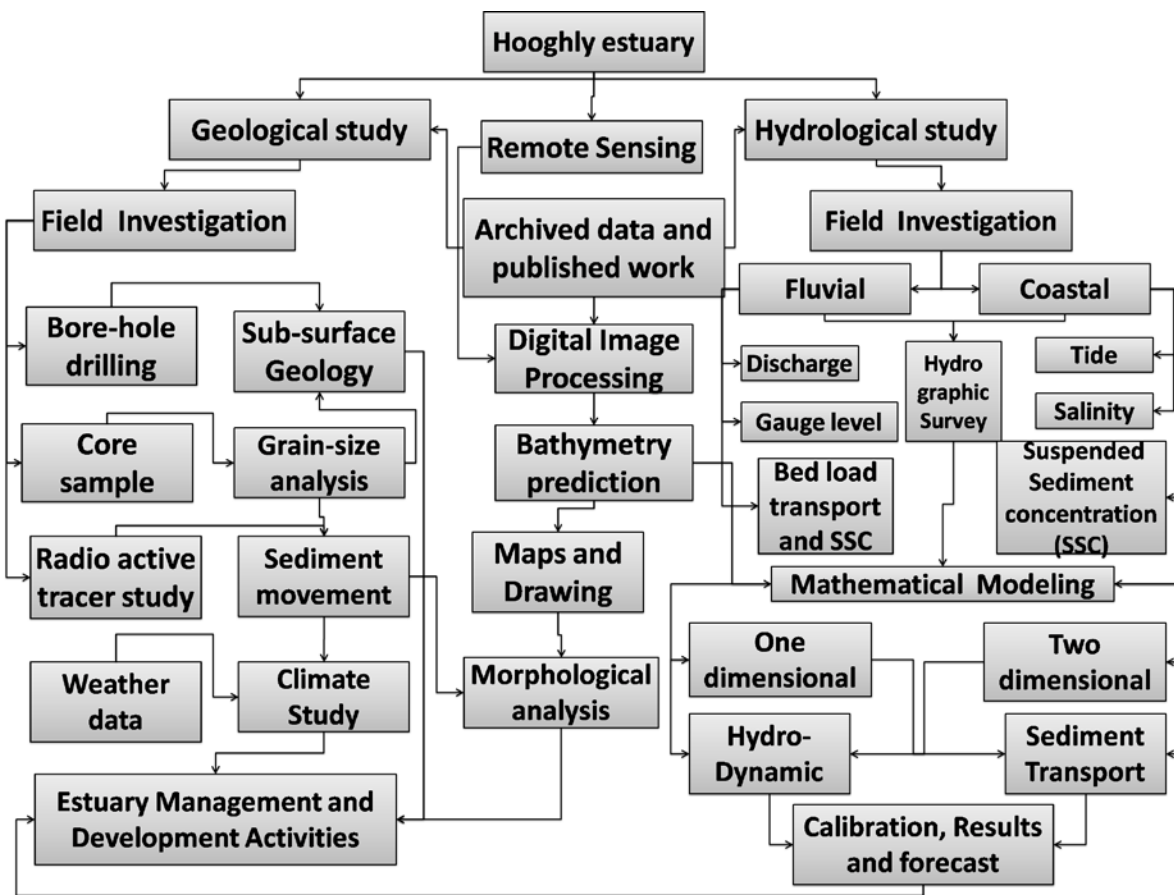 Hooghly estuary
Geological study
Remote Sensing
Hydrological study
Field Investigation
Archived data and
published work
Field Investigation
Fluvial
Coastal
Bore-hole
drilling
Sub-surface
Geology
Digital Image
Processing
Discharge
Hydro
graphic
Survey
Tide
Gauge level
Salinity
Core
sample
Grain-size
analysis
Bathymetry
prediction
Bed load
transport
and SSC
Suspended
Sediment
concentration
(SSC)
Radio active
tracer study
Sediment
movement
Maps and
Drawing
Mathematical Modeling
Weather
data
Climate
Study
Morphological
analysis
One
dimensional
Two
dimensional
Hydro-
Dynamic
Sediment
Transport
Estuary Management and
Development Activities
Calibration, Results
and forecast